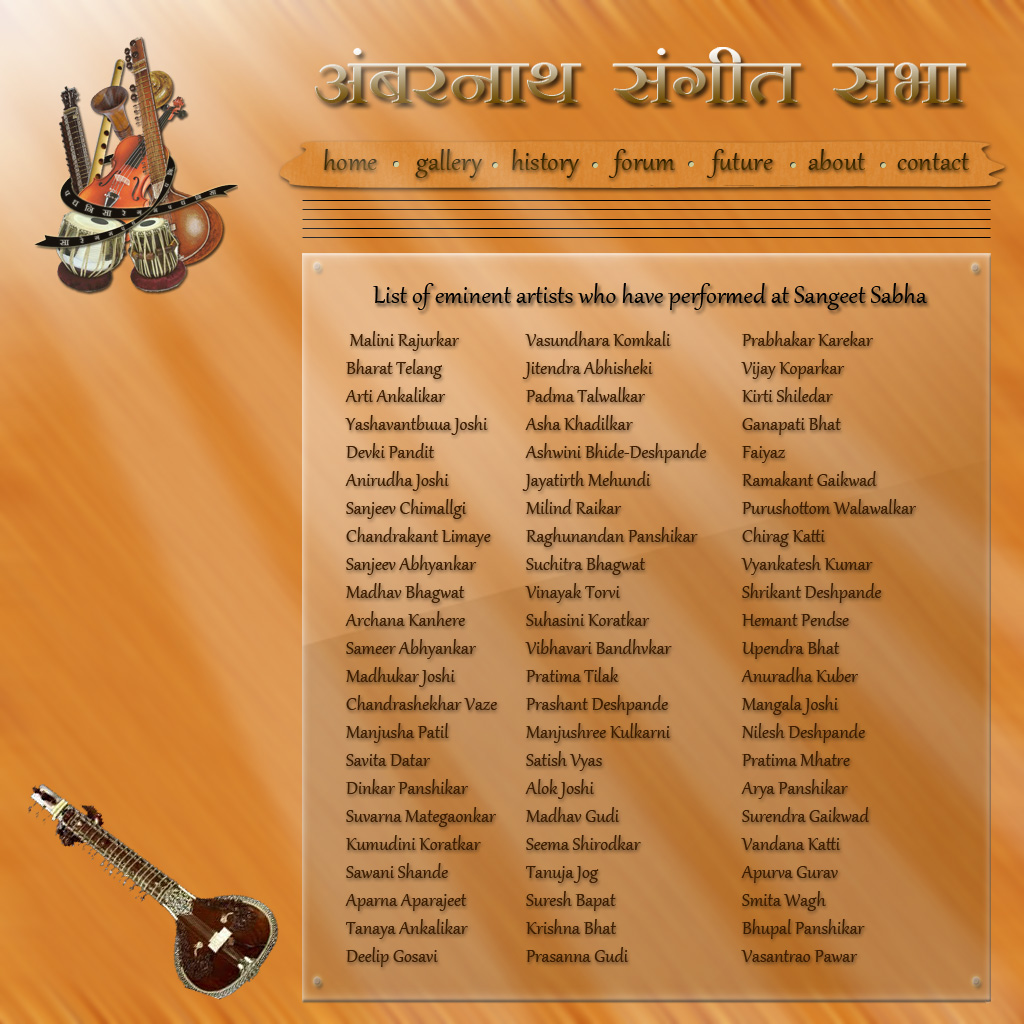 अंबरनाथ संगीत सभा
home • gallery • history • forum • future • about • contact
List of eminent artists who have performed at Sangeet Sabha
Malini Rajurkar Vasundhara Komkali Prabhakar Karekar
Bharat Telang Jitendra Abhisheki Vijay Koparkar
Arti Ankalikar Padma Talwalkar Kirti Shiledar
Yashavantbuua Joshi Asha Khadilkar Ganapati Bhat
Devki Pandit Ashwini Bhide-Deshpande Faiyaz
Anirudha Joshi Jayatirth Mehundi Ramakant Gaikwad
Sanjeev Chimallgi Milind Raikar Purushottom Walawalkar
Chandrakant Limaye Raghunandan Panshikar Chirag Katti
Sanjeev Abhyankar Suchitra Bhagwat Vyankatesh Kumar
Madhav Bhagwat Vinayak Torvi Shrikant Deshpande
Archana Kanhere Suhasini Koratkar Hemant Pendse
Sameer Abhyankar Vibhavari Bandhvkar Upendra Bhat
Madhukar Joshi Pratima Tilak Anuradha Kuber
Chandrashekhar Vaze Prashant Deshpande Mangala Joshi
Manjusha Patil Manjushree Kulkarni Nilesh Deshpande
Savita Datar Satish Vyas Pratima Mhatre
Dinkar Panshikar Alok Joshi Arya Panshikar
Suvarna Mategaonkar Madhav Gudi Surendra Gaikwad
Kumudini Koratkar Seema Shirodkar Vandana Katti
Sawani Shande Tanuja Jog Apurva Gurav
Aparna Aparajeet Suresh Bapat Smita Wagh
Tanaya Ankalikar Krishna Bhat Bhupal Panshikar
Deelip Gosavi Prasanna Gudi Vasantrao Pawar